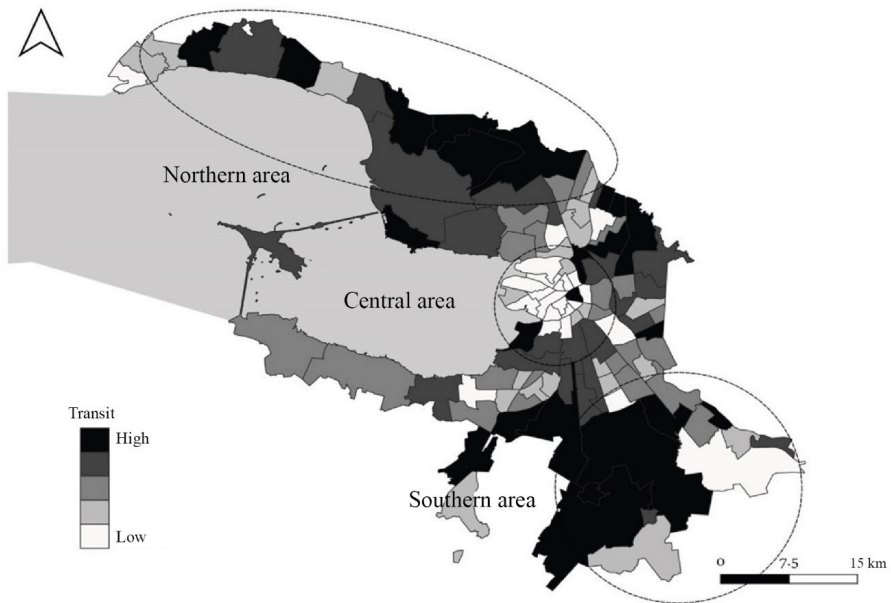 Northern area
Central area
Transit
High
Southern area
Low
0 7·5 15 km